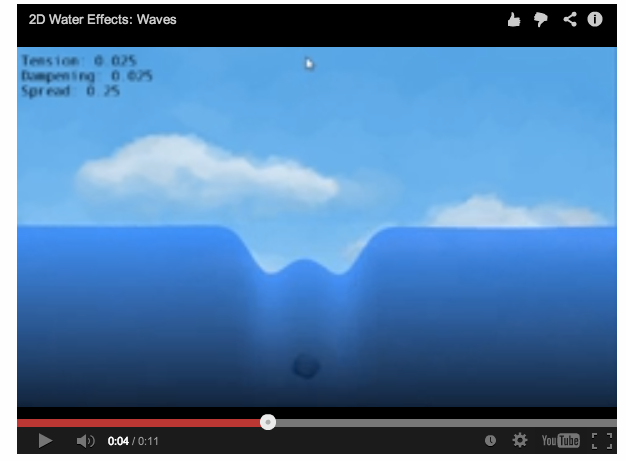 2D Water Effects: Waves
Tension: 0.025
Dampening: 0.025
Spread: 0.25
0:04 / 0:11
YouTube